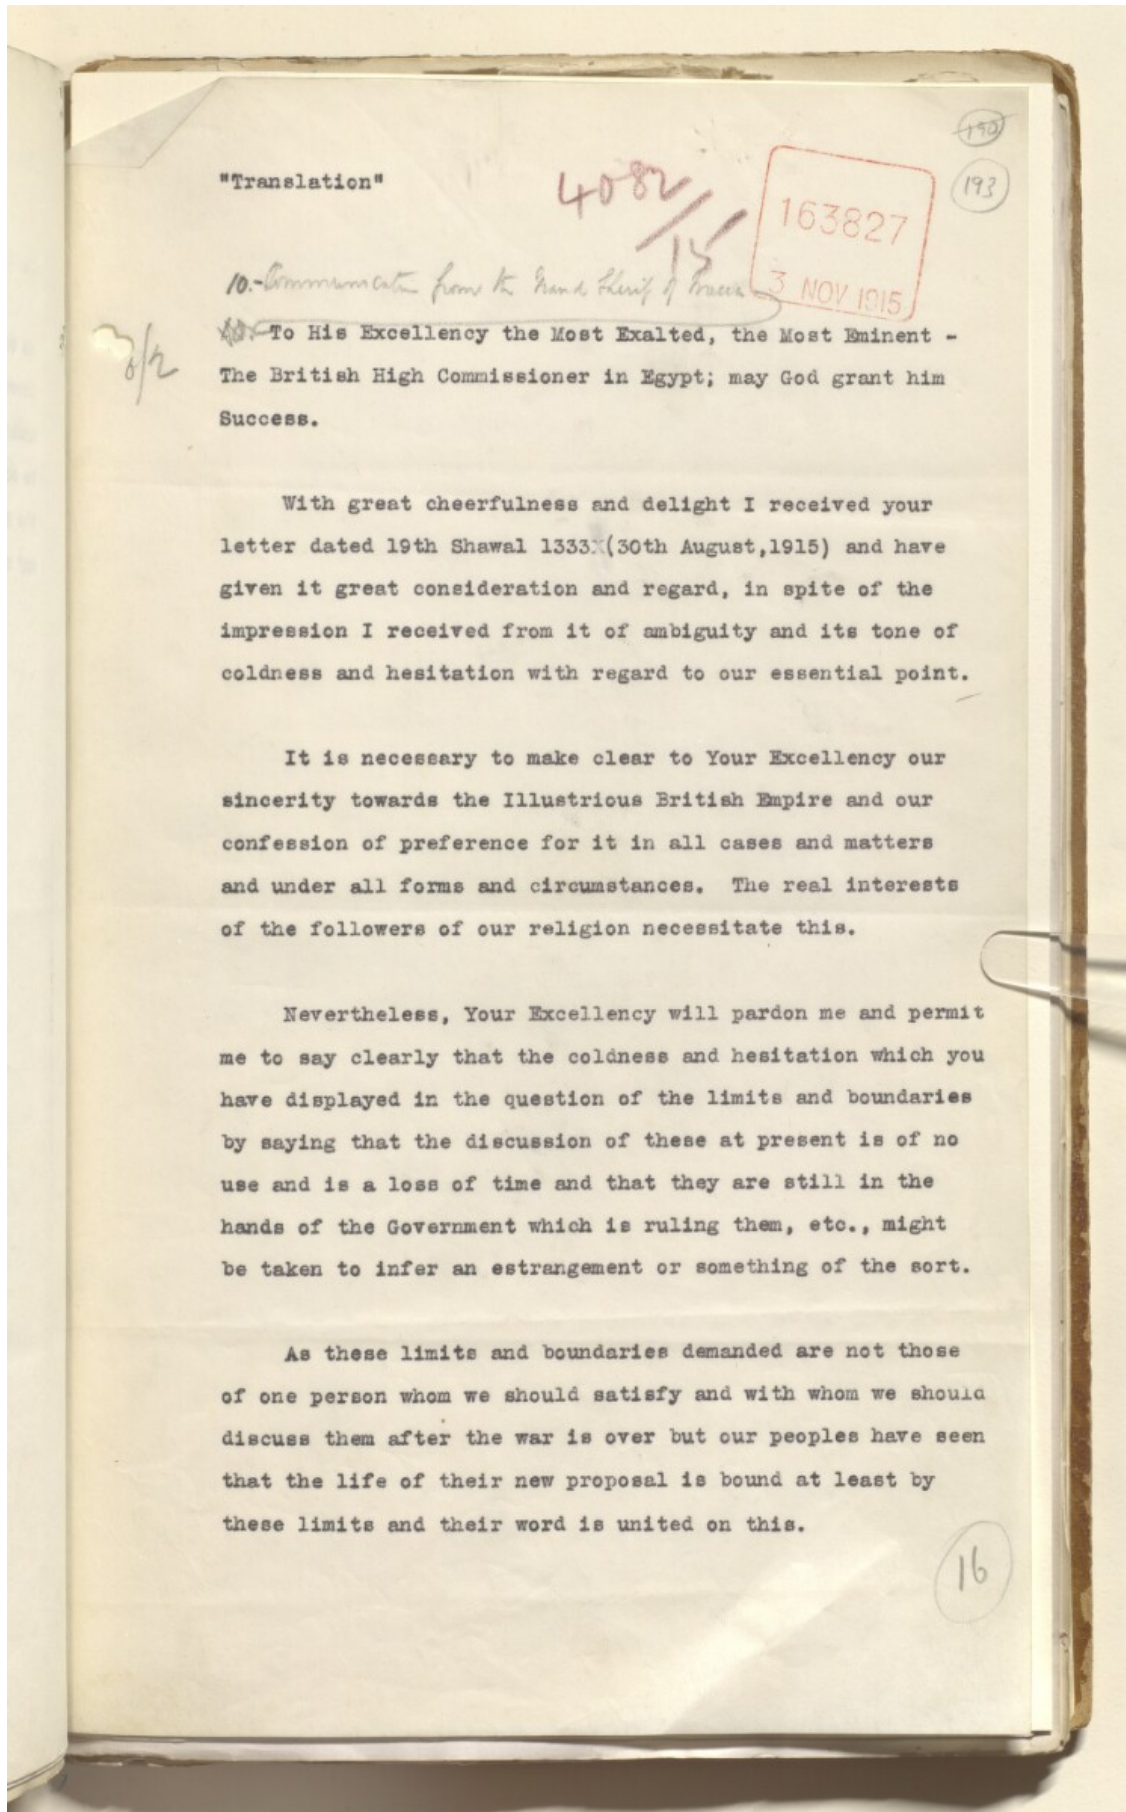 190
193
"Translation"
4082/15
163827
3 NOV 1915
10.- Communication from the Grand Sherif of Mecca
10. To His Excellency the Most Exalted, the Most Eminent -
The British High Commissioner in Egypt; may God grant him
Success.
With great cheerfulness and delight I received your
letter dated 19th Shawal 1333 (30th August,1915) and have
given it great consideration and regard, in spite of the
impression I received from it of ambiguity and its tone of
coldness and hesitation with regard to our essential point.
It is necessary to make clear to Your Excellency our
sincerity towards the Illustrious British Empire and our
confession of preference for it in all cases and matters
and under all forms and circumstances. The real interests
of the followers of our religion necessitate this.
Nevertheless, Your Excellency will pardon me and permit
me to say clearly that the coldness and hesitation which you
have displayed in the question of the limits and boundaries
by saying that the discussion of these at present is of no
use and is a loss of time and that they are still in the
hands of the Government which is ruling them, etc., might
be taken to infer an estrangement or something of the sort.
As these limits and boundaries demanded are not those
of one person whom we should satisfy and with whom we should
discuss them after the war is over but our peoples have seen
that the life of their new proposal is bound at least by
these limits and their word is united on this.
16